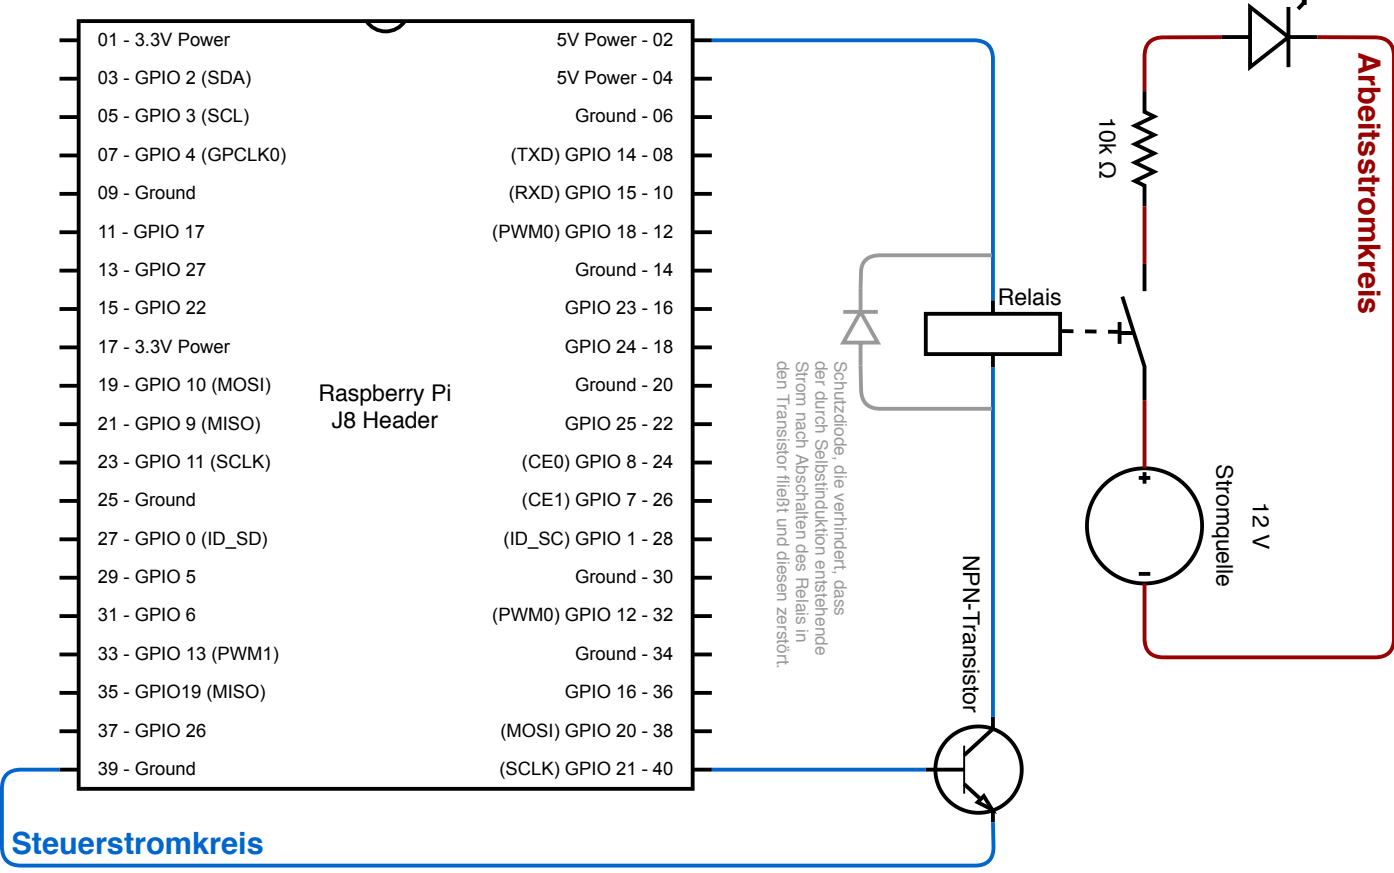 01 - 3.3V Power
03 - GPIO 2 (SDA)
05 - GPIO 3 (SCL)
07 - GPIO 4 (GPCLK0)
09 - Ground
11 - GPIO 17
13 - GPIO 27
15 - GPIO 22
17 - 3.3V Power
19 - GPIO 10 (MOSI)
21 - GPIO 9 (MISO)
23 - GPIO 11 (SCLK)
25 - Ground
27 - GPIO 0 (ID_SD)
29 - GPIO 5
31 - GPIO 6
33 - GPIO 13 (PWM1)
35 - GPIO19 (MISO)
37 - GPIO 26
39 - Ground
Raspberry Pi
J8 Header
5V Power - 02
5V Power - 04
Ground - 06
(TXD) GPIO 14 - 08
(RXD) GPIO 15 - 10
(PWM0) GPIO 18 - 12
Ground - 14
GPIO 23 - 16
GPIO 24 - 18
Ground - 20
GPIO 25 - 22
(CE0) GPIO 8 - 24
(CE1) GPIO 7 - 26
(ID_SC) GPIO 1 - 28
Ground - 30
(PWM0) GPIO 12 - 32
Ground - 34
GPIO 16 - 36
(MOSI) GPIO 20 - 38
(SCLK) GPIO 21 - 40
Steuerstromkreis
Schutzdiode, die verhindert, dass
der durch Selbstinduktion entstehende
Strom nach Abschalten des Relais in
den Transistor fließt und diesen zerstört.
Relais
NPN-Transistor
10k Ω
+
-
12 V
Stromquelle
Arbeitsstromkreis